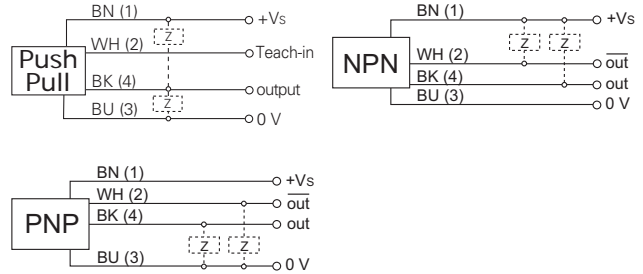 BN (1) +Vs
Z
WH (2) Teach-in
Push
Pull
BK (4) output
Z
BU (3) 0 V
BN (1) +Vs
Z Z
WH (2) o̅u̅t̅
NPN
BK (4) out
BU (3) 0 V
BN (1) +Vs
WH (2) o̅u̅t̅
PNP
BK (4) out
Z Z
BU (3) 0 V